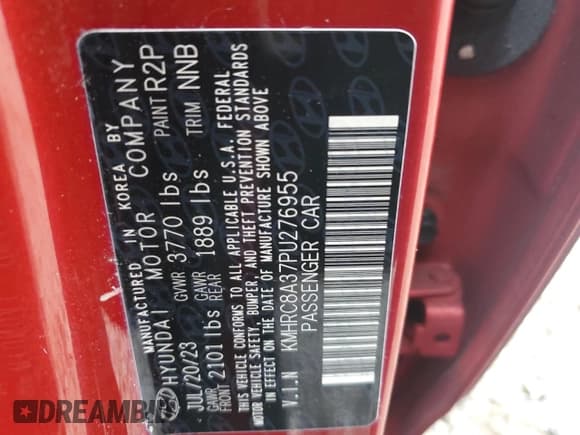 MANUFACTURED IN KOREA BY
HYUNDAI MOTOR COMPANY
JUL/20/23 GVWR 3770 lbs PAINT R2P
GAWR FRONT 2101 lbs GAWR REAR 1889 lbs TRIM NNB
THIS VEHICLE CONFORMS TO ALL APPLICABLE U.S.A. FEDERAL
MOTOR VEHICLE SAFETY, BUMPER, AND THEFT PREVENTION STANDARDS
IN EFFECT ON THE DATE OF MANUFACTURE SHOWN ABOVE
V.I.N KMHRC8A37PU276955
PASSENGER CAR
DREAMBID